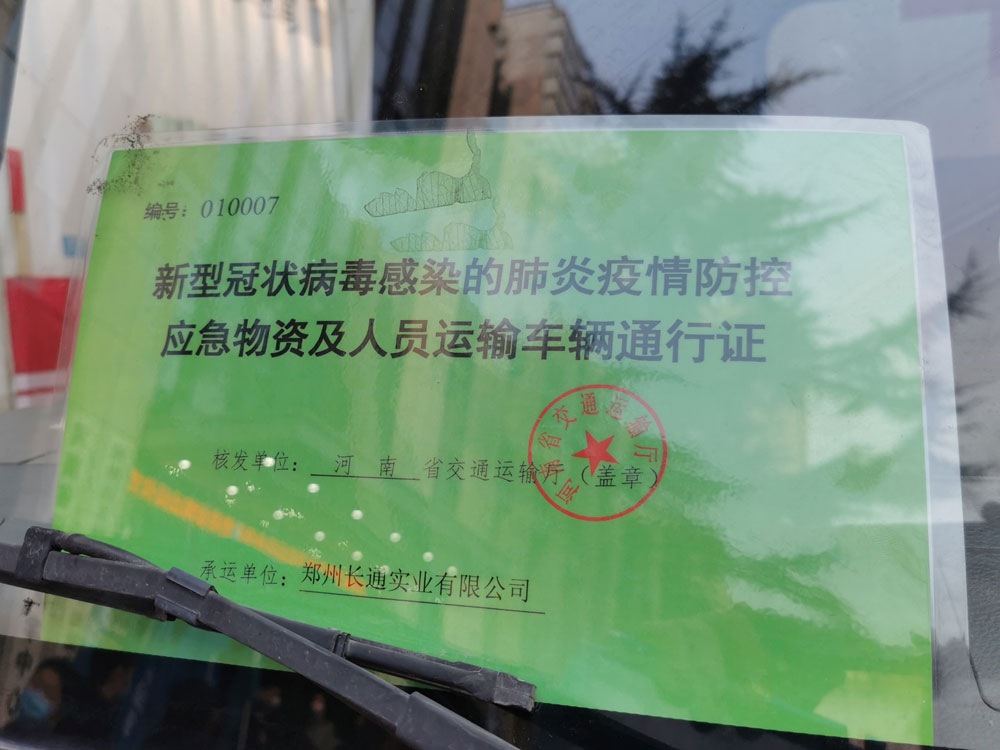 编号：010007
新型冠状病毒感染的肺炎疫情防控
应急物资及人员运输车辆通行证
核发单位：河 南 省交通运输厅（盖章）
河南省交通运输厅
承运单位：郑州长通实业有限公司